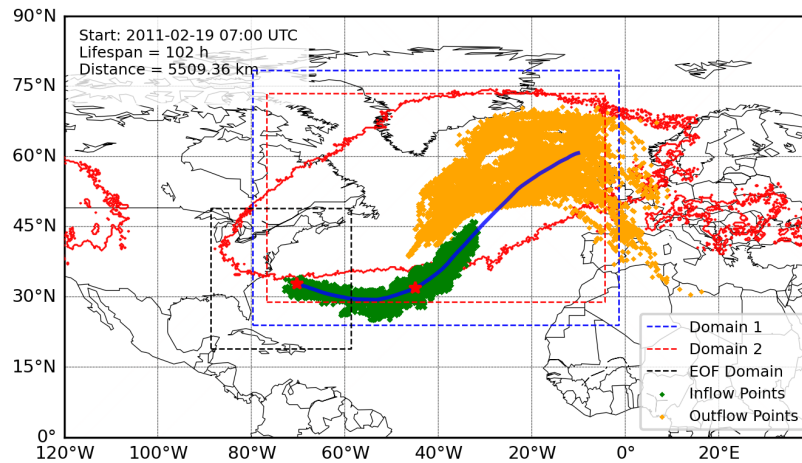 90°N
75°N
60°N
45°N
30°N
15°N
0°
Start: 2011-02-19 07:00 UTC
Lifespan = 102 h
Distance = 5509.36 km
Domain 1
Domain 2
EOF Domain
Inflow Points
Outflow Points
120°W 100°W 80°W 60°W 40°W 20°W 0° 20°E